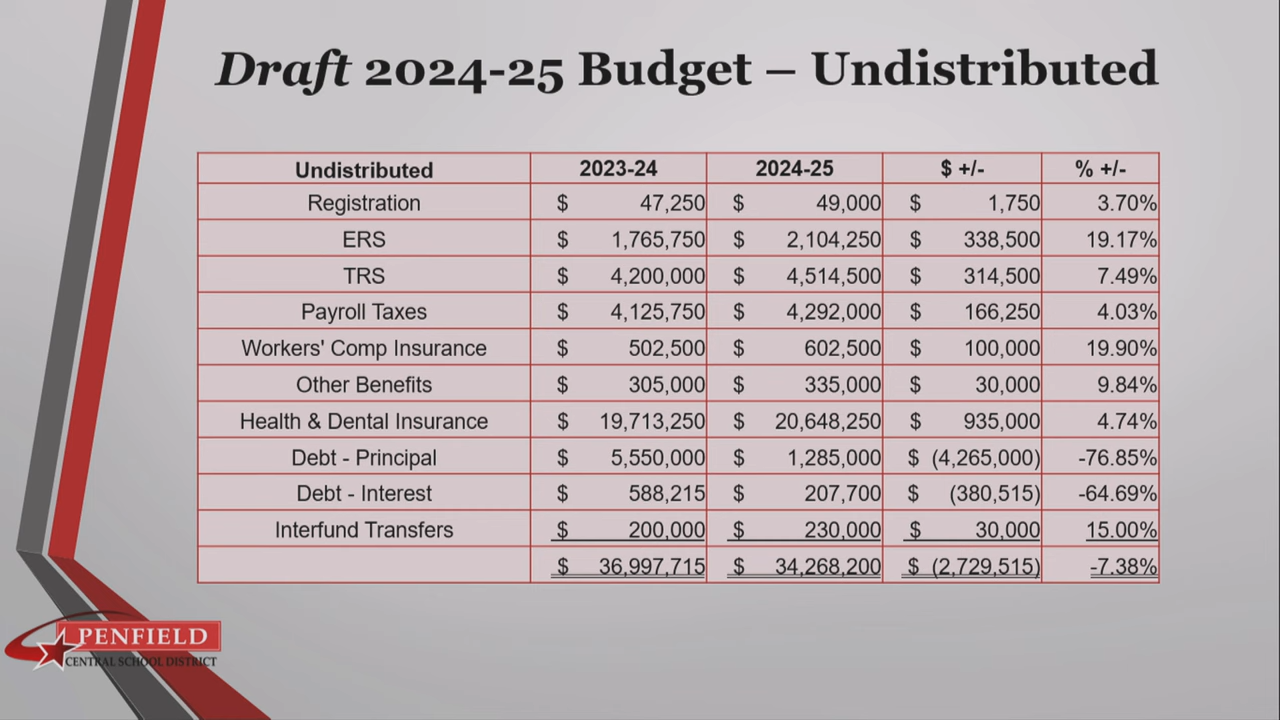 Draft 2024-25 Budget – Undistributed
Undistributed 2023-24 2024-25 $ +/- % +/-
Registration $ 47,250 $ 49,000 $ 1,750 3.70%
ERS $ 1,765,750 $ 2,104,250 $ 338,500 19.17%
TRS $ 4,200,000 $ 4,514,500 $ 314,500 7.49%
Payroll Taxes $ 4,125,750 $ 4,292,000 $ 166,250 4.03%
Workers' Comp Insurance $ 502,500 $ 602,500 $ 100,000 19.90%
Other Benefits $ 305,000 $ 335,000 $ 30,000 9.84%
Health & Dental Insurance $ 19,713,250 $ 20,648,250 $ 935,000 4.74%
Debt - Principal $ 5,550,000 $ 1,285,000 $ (4,265,000) -76.85%
Debt - Interest $ 588,215 $ 207,700 $ (380,515) -64.69%
Interfund Transfers $ 200,000 $ 230,000 $ 30,000 15.00%
$ 36,997,715 $ 34,268,200 $ (2,729,515) -7.38%
PENFIELD
CENTRAL SCHOOL DISTRICT